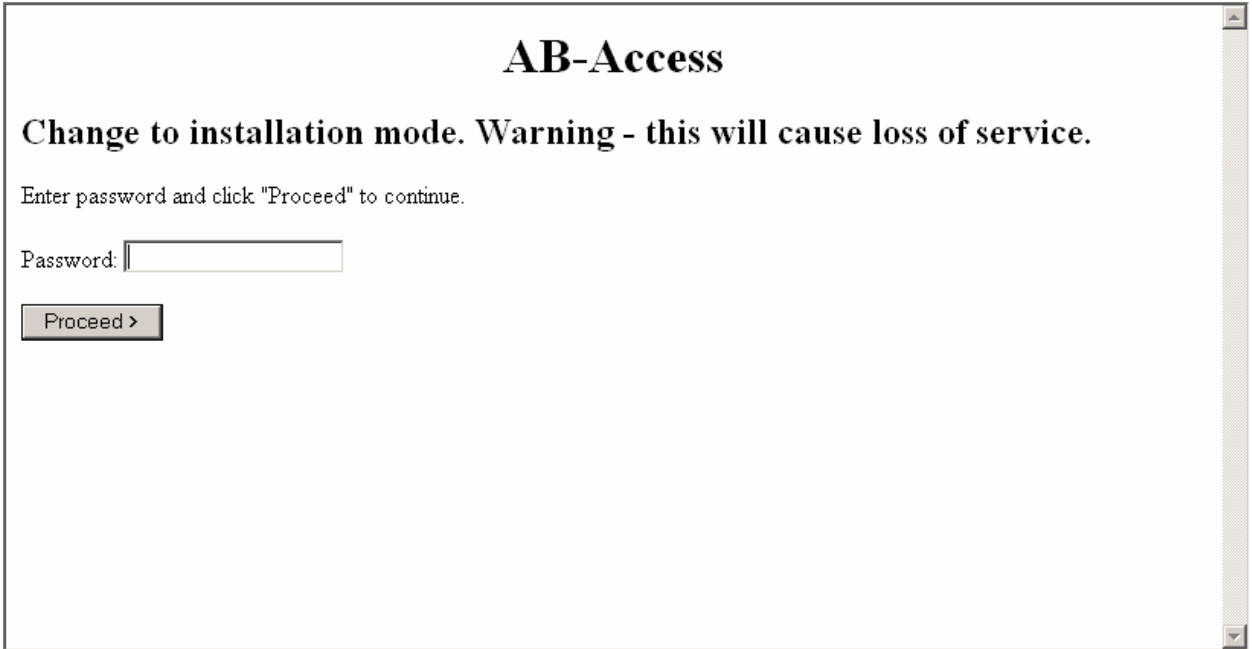 AB-Access
Change to installation mode. Warning - this will cause loss of service.
Enter password and click "Proceed" to continue.
Password:
Proceed >